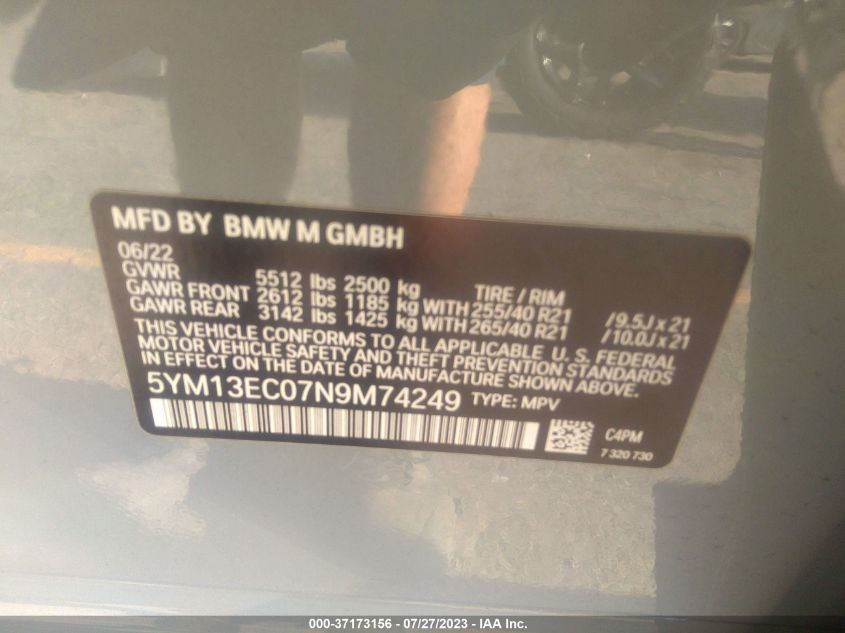 MFD BY BMW M GMBH
06/22
GVWR 5512 lbs 2500 kg TIRE / RIM
GAWR FRONT 2612 lbs 1185 kg WITH 255/40 R21 /9.5J x 21
GAWR REAR 3142 lbs 1425 kg WITH 265/40 R21 /10.0J x 21
THIS VEHICLE CONFORMS TO ALL APPLICABLE U. S. FEDERAL
MOTOR VEHICLE SAFETY AND THEFT PREVENTION STANDARDS
IN EFFECT ON THE DATE OF MANUFACTURE SHOWN ABOVE.
5YM13EC07N9M74249 TYPE: MPV
C4PM
7 320 730
000-37173156 / 07/27/2023 - IAA Inc.